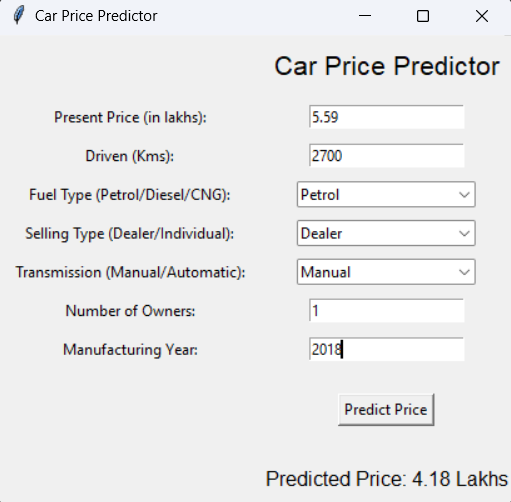 Car Price Predictor
Car Price Predictor
Present Price (in lakhs): 5.59
Driven (Kms): 2700
Fuel Type (Petrol/Diesel/CNG): Petrol
Selling Type (Dealer/Individual): Dealer
Transmission (Manual/Automatic): Manual
Number of Owners: 1
Manufacturing Year: 2018
Predict Price
Predicted Price: 4.18 Lakhs